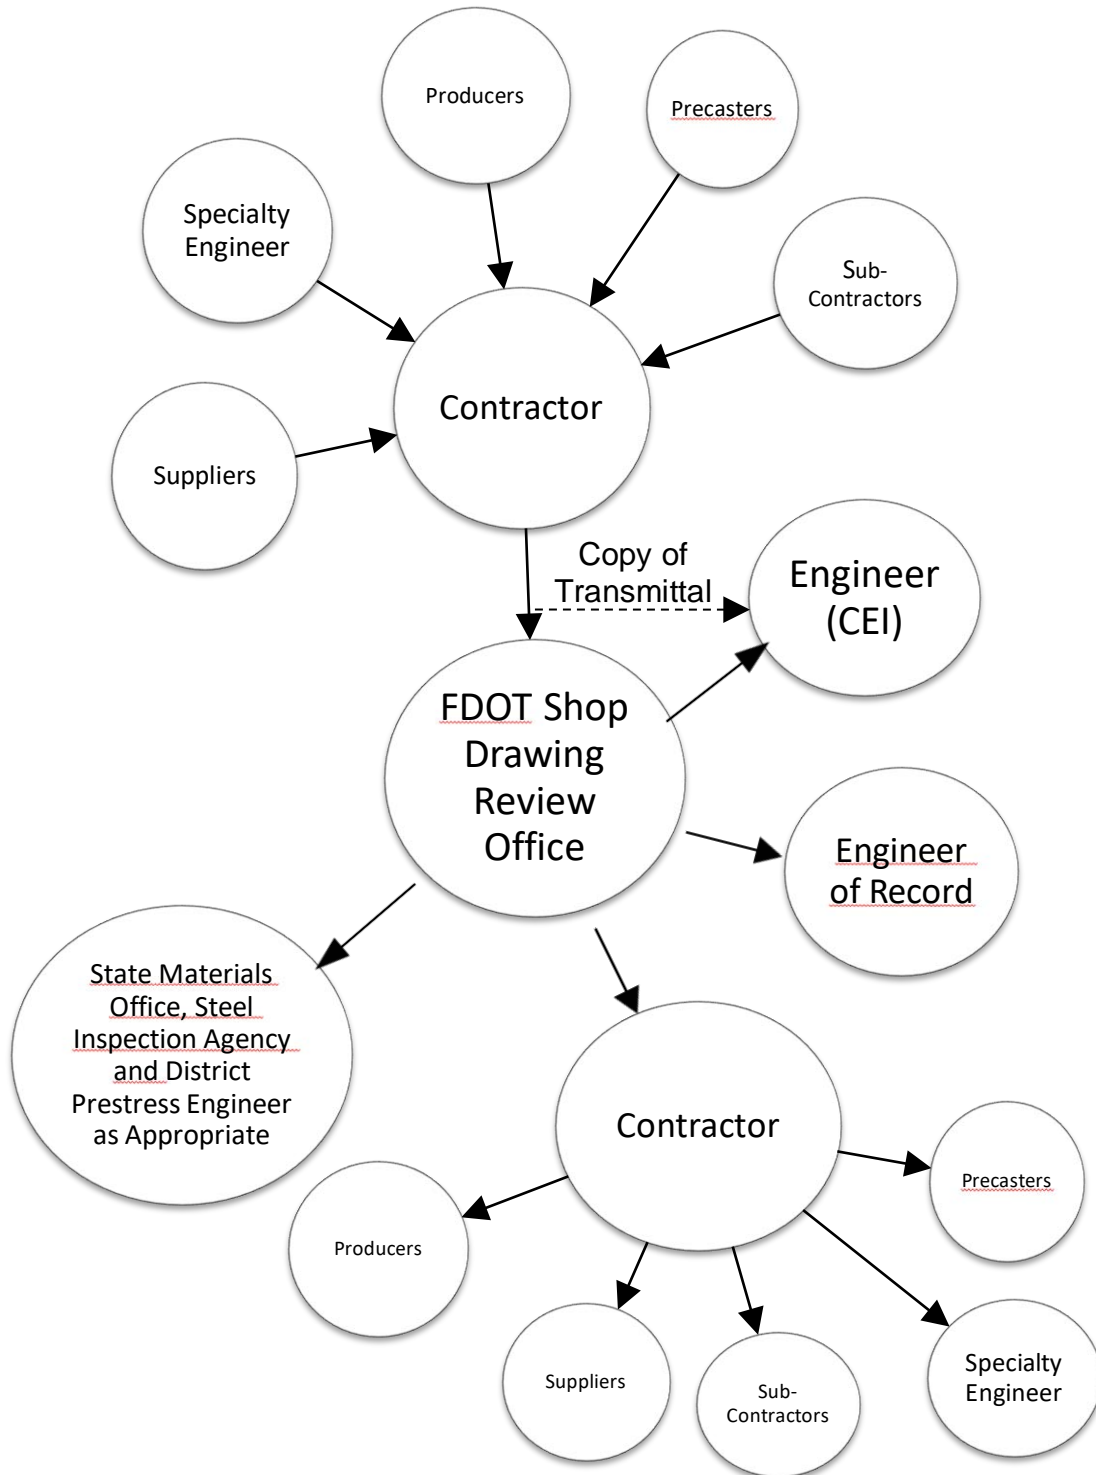 Producers
Precasters
Specialty
Engineer
Sub-
Contractors
Contractor
Suppliers
Copy of
Transmittal
Engineer
(CEI)
FDOT Shop
Drawing
Review
Office
Engineer
of Record
State Materials
Office, Steel
Inspection Agency
and District
Prestress Engineer
as Appropriate
Contractor
Precasters
Producers
Suppliers
Sub-
Contractors
Specialty
Engineer